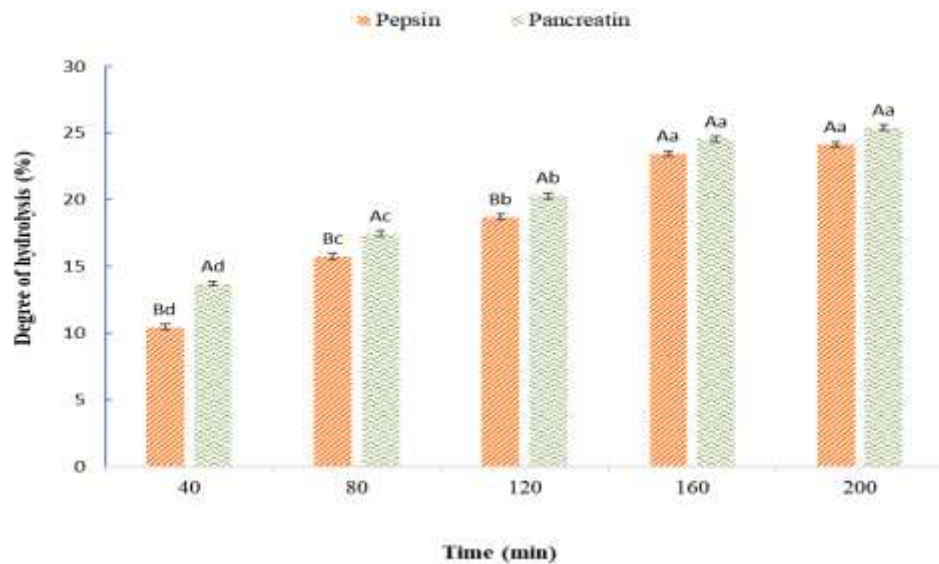 Pepsin Pancreatin
30
25
20
15
10
5
0
Degree of hydrolysis (%)
Bd Ad Bc Ac Bb Ab Aa Aa Aa Aa
40 80 120 160 200
Time (min)